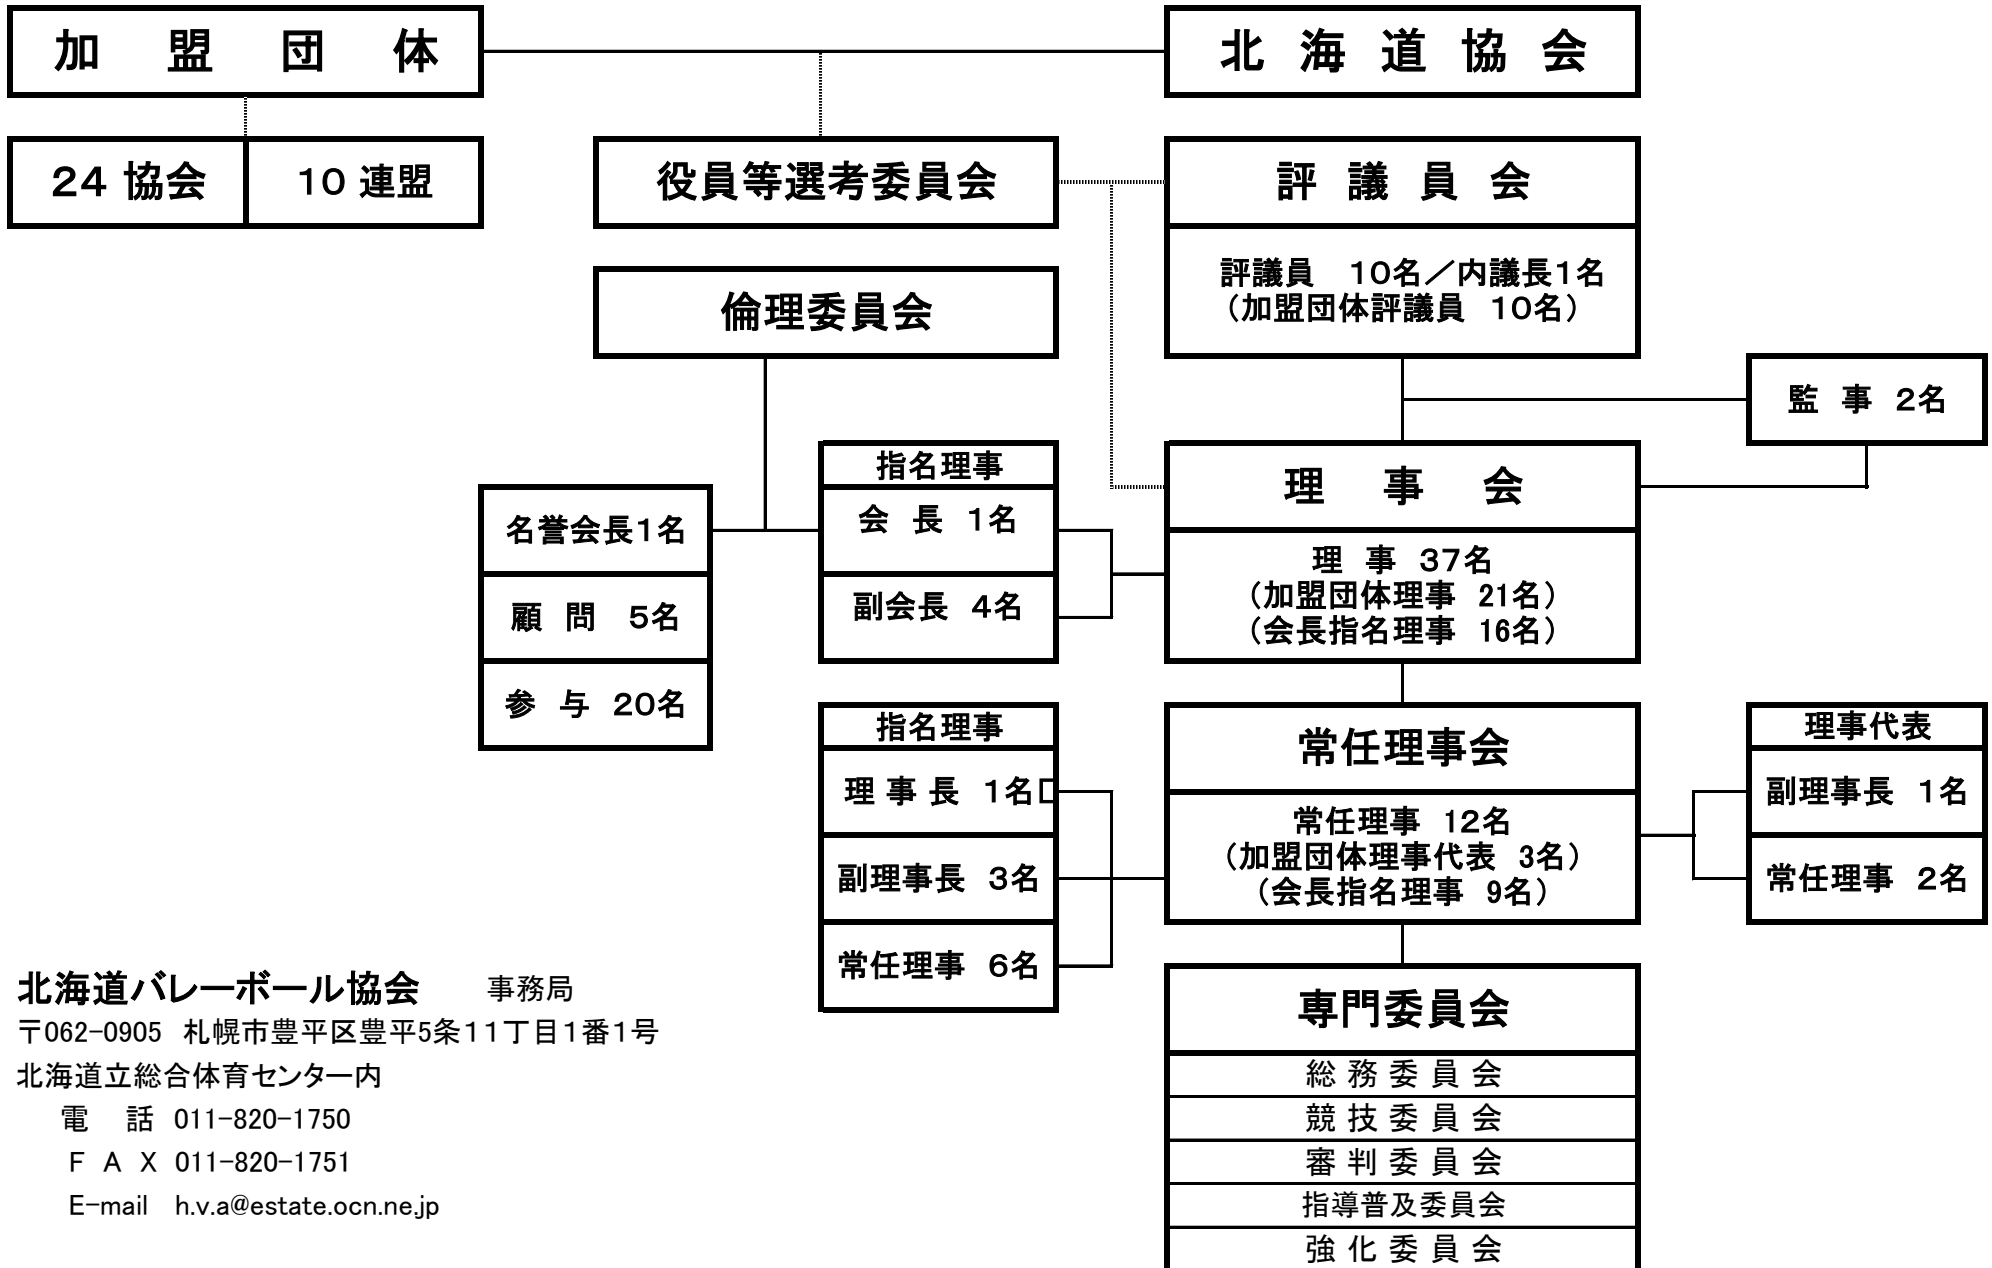 加　盟　団　体
北 海 道 協 会
24 協会
10 連盟
役員等選考委員会
評 議 員 会
評議員　10名／内議長1名
（加盟団体評議員　10名）
倫理委員会
監　事　2名
指名理事
会　長　1名
副会長　4名
理　事　会
理　事　37名
（加盟団体理事　21名）
（会長指名理事　16名）
名誉会長1名
顧　問　5名
参　与　20名
指名理事
理 事 長　1名
副理事長　3名
常任理事　6名
常任理事会
常任理事　12名
（加盟団体理事代表　3名）
（会長指名理事　9名）
理事代表
副理事長　1名
常任理事　2名
専門委員会
総 務 委 員 会
競 技 委 員 会
審 判 委 員 会
指導普及委員会
強 化 委 員 会
北海道バレーボール協会　　事務局
〒062-0905　札幌市豊平区豊平5条１１丁目１番１号
北海道立総合体育センター内
電　話　011-820-1750
Ｆ Ａ Ｘ　011-820-1751
E-mail　h.v.a@estate.ocn.ne.jp